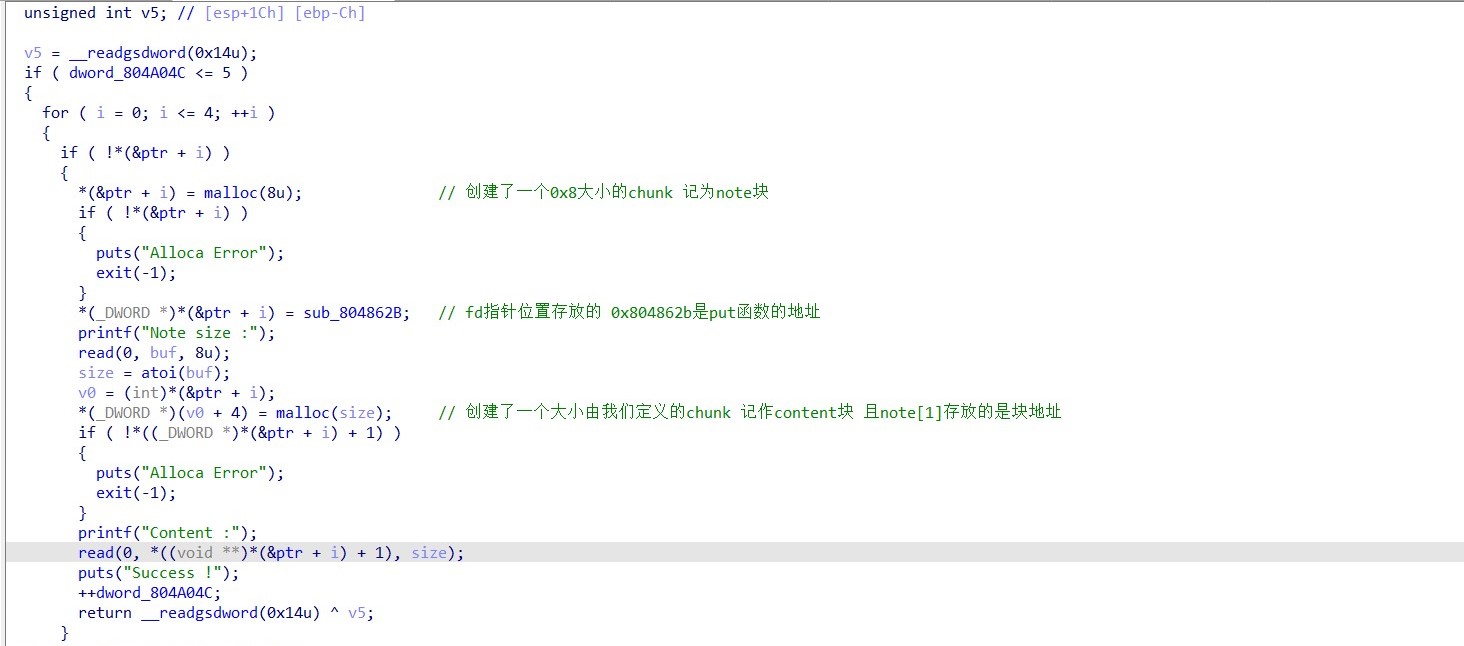 unsigned int v5; // [esp+1Ch] [ebp-Ch]
v5 = __readgsdword(0x14u);
if ( dword_804A04C <= 5 )
{
for ( i = 0; i <= 4; ++i )
{
if ( !*(&ptr + i) )
{
*(&ptr + i) = malloc(8u); // 创建了一个0x8大小的chunk 记为note块
if ( !*(&ptr + i) )
{
puts("Alloca Error");
exit(-1);
}
*(_DWORD *)*(&ptr + i) = sub_804862B; // fd指针位置存放的 0x804862b是put函数的地址
printf("Note size :");
read(0, buf, 8u);
size = atoi(buf);
v0 = (int)*(&ptr + i);
*(_DWORD *)(v0 + 4) = malloc(size); // 创建了一个大小由我们定义的chunk 记作content块 且note[1]存放的是块地址
if ( !*((_DWORD *)*(&ptr + i) + 1) )
{
puts("Alloca Error");
exit(-1);
}
printf("Content :");
read(0, *((void **)*(&ptr + i) + 1), size);
puts("Success !");
++dword_804A04C;
return __readgsdword(0x14u) ^ v5;
}